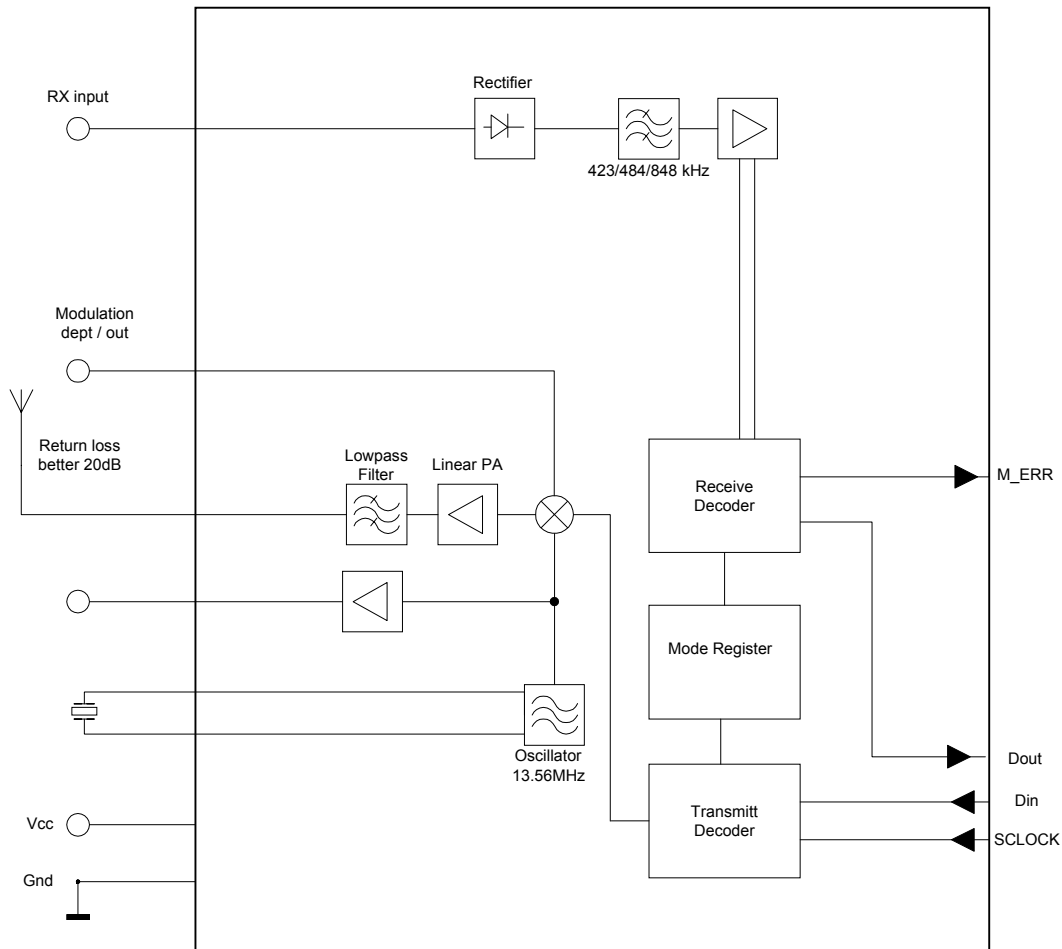 Rectifier
RX input
423/484/848 kHz
Modulation
dept / out
Return loss
better 20dB
Lowpass
Filter
Linear PA
Receive
Decoder
M_ERR
Mode Register
Oscillator
13.56MHz
Dout
Transmitt
Decoder
Din
Vcc
SCLOCK
Gnd